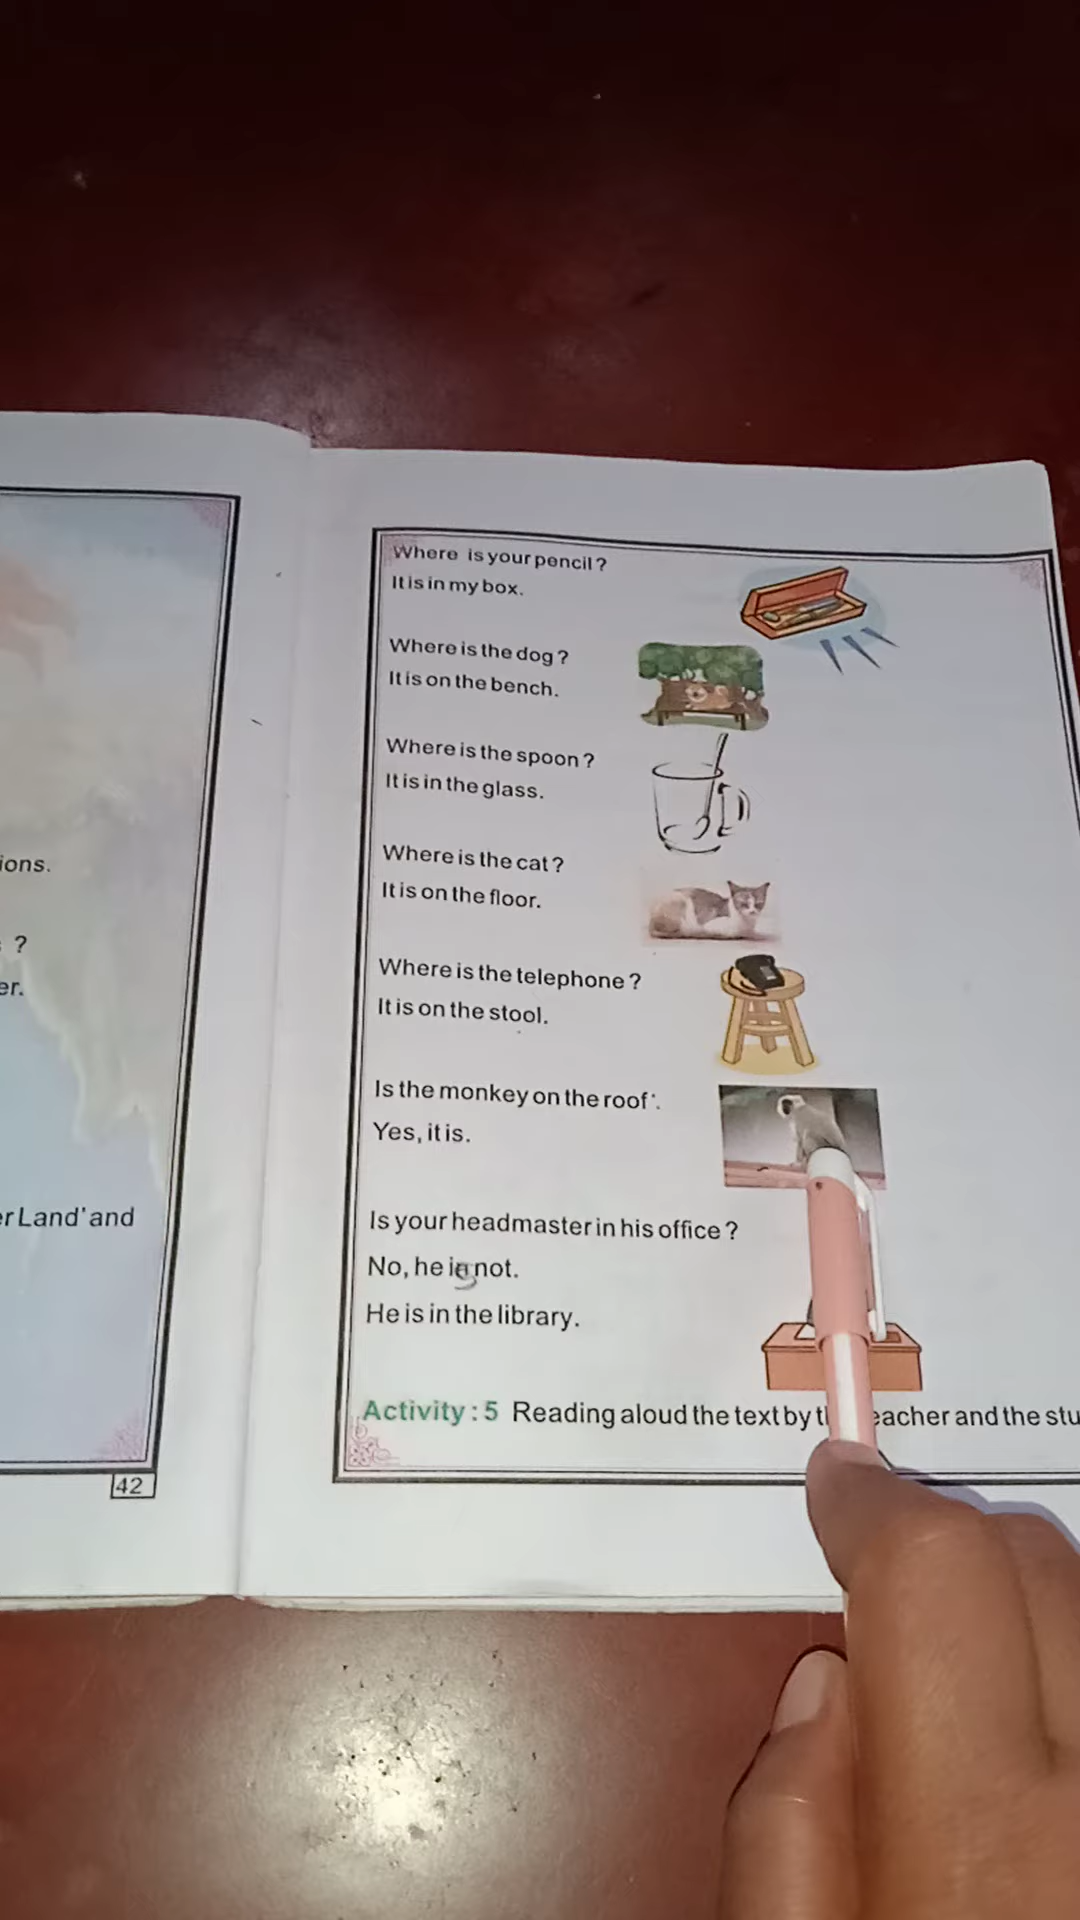 ions.
?
er.
er Land' and
42
Where is your pencil ?
It is in my box.
Where is the dog ?
It is on the bench.
Where is the spoon ?
It is in the glass.
Where is the cat ?
It is on the floor.
Where is the telephone ?
It is on the stool.
Is the monkey on the roof
Yes, it is.
Is your headmaster in his office ?
No, he is not.
He is in the library.
Activity : 5 Reading aloud the text by eacher and the stu